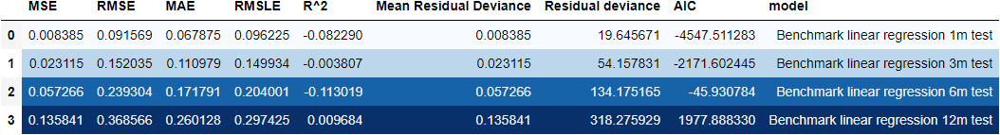 MSE RMSE MAE RMSLE R^2 Mean Residual Deviance Residual deviance AIC model
0 0.008385 0.091569 0.067875 0.096225 -0.082290 0.008385 19.645671 -4547.511283 Benchmark linear regression 1m test
1 0.023115 0.152035 0.110979 0.149934 -0.003807 0.023115 54.157831 -2171.602445 Benchmark linear regression 3m test
2 0.057266 0.239304 0.171791 0.204001 -0.113019 0.057266 134.175165 -45.930784 Benchmark linear regression 6m test
3 0.135841 0.368566 0.260128 0.297425 0.009684 0.135841 318.275929 1977.888330 Benchmark linear regression 12m test